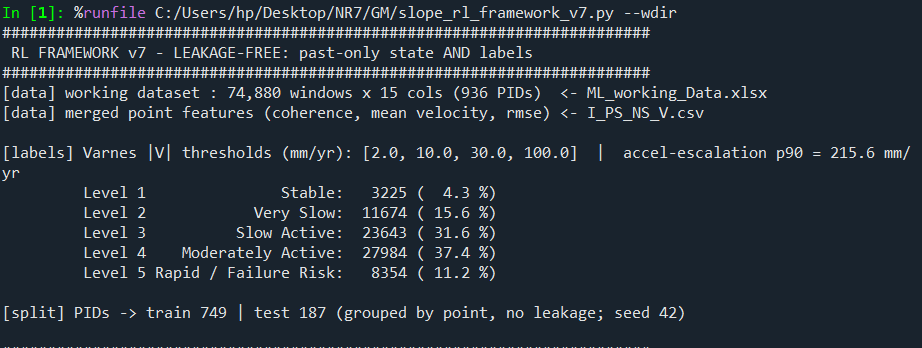 In [1]: %runfile C:/Users/hp/Desktop/NR7/GM/slope_rl_framework_v7.py --wdir
########################################################################
 RL FRAMEWORK v7 - LEAKAGE-FREE: past-only state AND labels
########################################################################
[data] working dataset : 74,880 windows x 15 cols (936 PIDs)  <- ML_working_Data.xlsx
[data] merged point features (coherence, mean velocity, rmse) <- I_PS_NS_V.csv
[labels] Varnes |V| thresholds (mm/yr): [2.0, 10.0, 30.0, 100.0]  |  accel-escalation p90 = 215.6 mm/
yr
         Level 1                  Stable:   3225 (  4.3 %)
         Level 2               Very Slow:  11674 ( 15.6 %)
         Level 3             Slow Active:  23643 ( 31.6 %)
         Level 4       Moderately Active:  27984 ( 37.4 %)
         Level 5 Rapid / Failure Risk:   8354 ( 11.2 %)
[split] PIDs -> train 749 | test 187 (grouped by point, no leakage; seed 42)